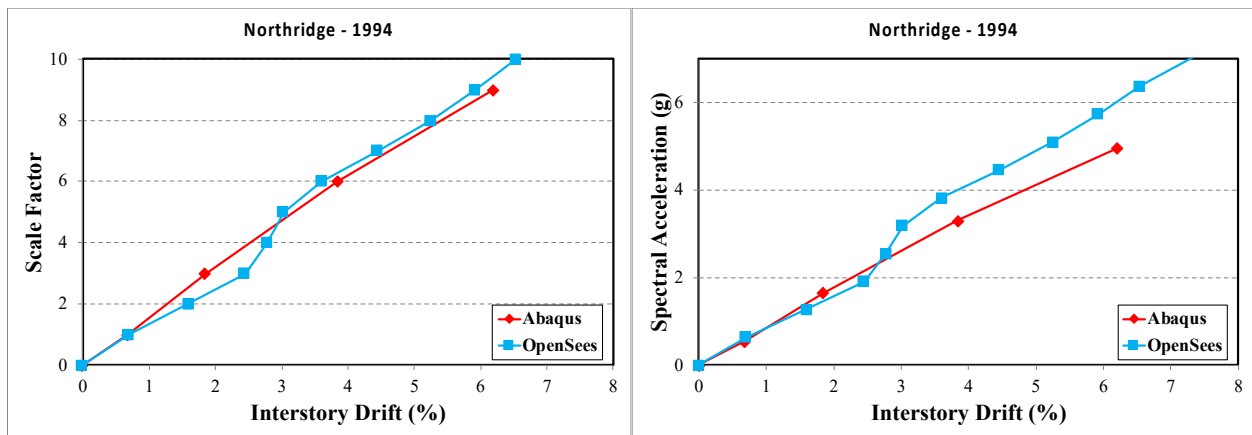 Northridge - 1994
10
8
6
4
2
0
Scale Factor
0 1 2 3 4 5 6 7 8
Interstory Drift (%)
Abaqus
OpenSees
Northridge - 1994
6
4
2
0
Spectral Acceleration (g)
0 1 2 3 4 5 6 7 8
Interstory Drift (%)
Abaqus
OpenSees